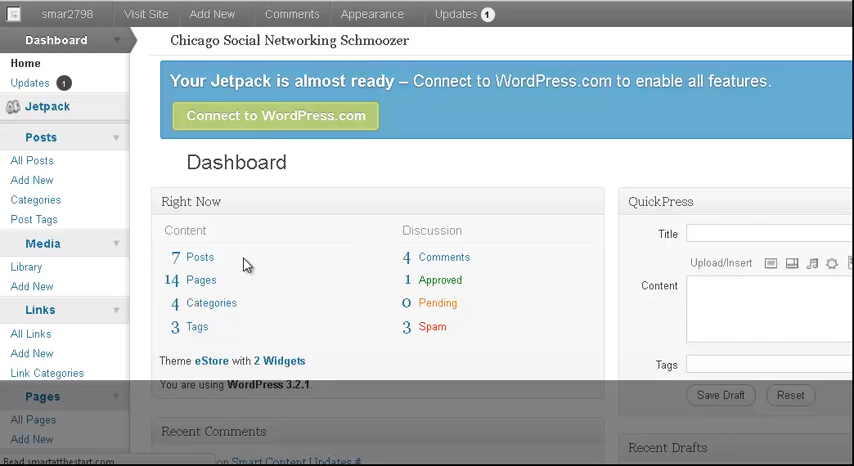 smar2798 Visit Site Add New Comments Appearance Updates 1
Dashboard
Home
Updates 1
Jetpack
Posts
All Posts
Add New
Categories
Post Tags
Media
Library
Add New
Links
All Links
Add New
Link Categories
Pages
All Pages
Add New
Read smartatthestart.com
Chicago Social Networking Schmoozer
Your Jetpack is almost ready – Connect to WordPress.com to enable all features.
Connect to WordPress.com
Dashboard
Right Now
Content
7 Posts
14 Pages
4 Categories
3 Tags
Discussion
4 Comments
1 Approved
0 Pending
3 Spam
Theme eStore with 2 Widgets
You are using WordPress 3.2.1.
Recent Comments
on Smart Content Updates #
QuickPress
Title
Upload/Insert
Content
Tags
Save Draft Reset
Recent Drafts